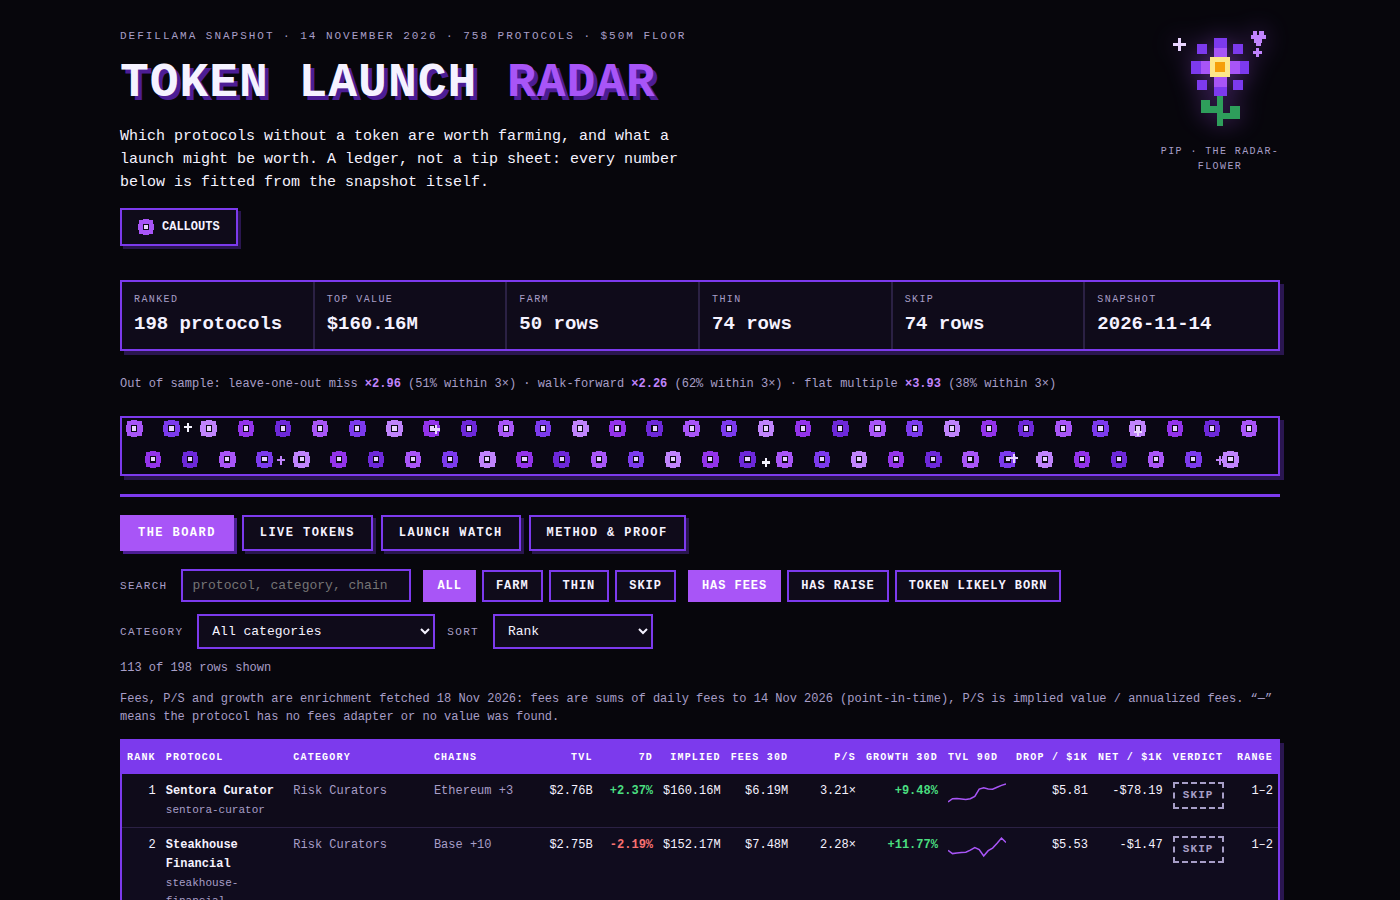 DEFILLAMA SNAPSHOT · 14 NOVEMBER 2026 · 758 PROTOCOLS · $50M FLOOR
TOKEN LAUNCH RADAR
Which protocols without a token are worth farming, and what a
launch might be worth. A ledger, not a tip sheet: every number
below is fitted from the snapshot itself.
PIP · THE RADAR-
FLOWER
CALLOUTS
RANKED TOP VALUE FARM THIN SKIP SNAPSHOT
198 protocols $160.16M 50 rows 74 rows 74 rows 2026-11-14
Out of sample: leave-one-out miss ×2.96 (51% within 3×) · walk-forward ×2.26 (62% within 3×) · flat multiple ×3.93 (38% within 3×)
THE BOARD LIVE TOKENS LAUNCH WATCH METHOD & PROOF
SEARCH protocol, category, chain ALL FARM THIN SKIP HAS FEES HAS RAISE TOKEN LIKELY BORN
CATEGORY All categories SORT Rank
113 of 198 rows shown
Fees, P/S and growth are enrichment fetched 18 Nov 2026: fees are sums of daily fees to 14 Nov 2026 (point-in-time), P/S is implied value / annualized fees. “—”
means the protocol has no fees adapter or no value was found.
RANK PROTOCOL CATEGORY CHAINS TVL 7D IMPLIED FEES 30D P/S GROWTH 30D TVL 90D DROP / $1K NET / $1K VERDICT RANGE
1 Sentora Curator Risk Curators Ethereum +3 $2.76B +2.37% $160.16M $6.19M 3.21× +9.48% $5.81 -$78.19 SKIP 1–2
sentora-curator
2 Steakhouse Risk Curators Base +10 $2.75B -2.19% $152.17M $7.48M 2.28× +11.77% $5.53 -$1.47 SKIP 1–2
Financial
steakhouse-
financial